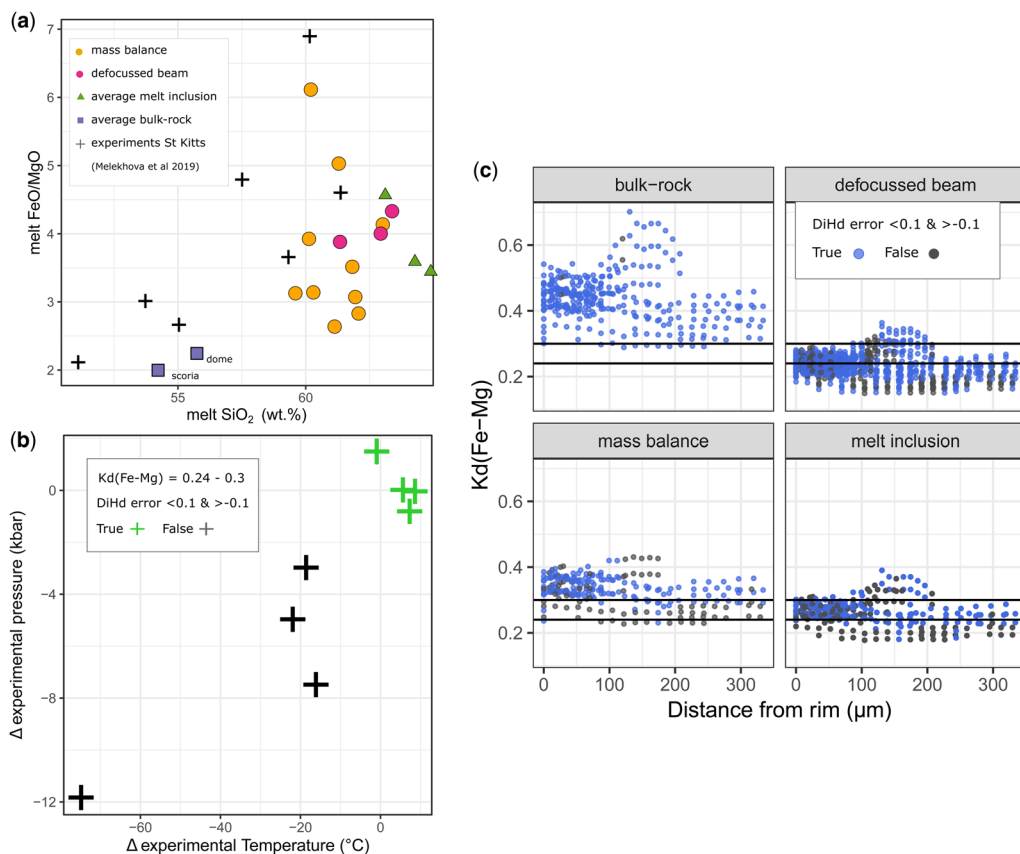 (a)
7
6
5
4
3
2
melt FeO/MgO
mass balance
defocussed beam
average melt inclusion
average bulk-rock
experiments St Kitts
(Melekhova et al 2019)
dome
scoria
55
60
melt SiO₂ (wt.%)
(b)
0
−4
−8
−12
Δ experimental pressure (kbar)
Kd(Fe-Mg) = 0.24 - 0.3
DiHd error <0.1 & >-0.1
True
False
−60
−40
−20
0
Δ experimental Temperature (°C)
(c)
bulk−rock
defocussed beam
DiHd error <0.1 & >-0.1
True
False
0.6
0.4
0.2
Kd(Fe−Mg)
mass balance
melt inclusion
0.6
0.4
0.2
0
100
200
300
0
100
200
300
Distance from rim (μm)